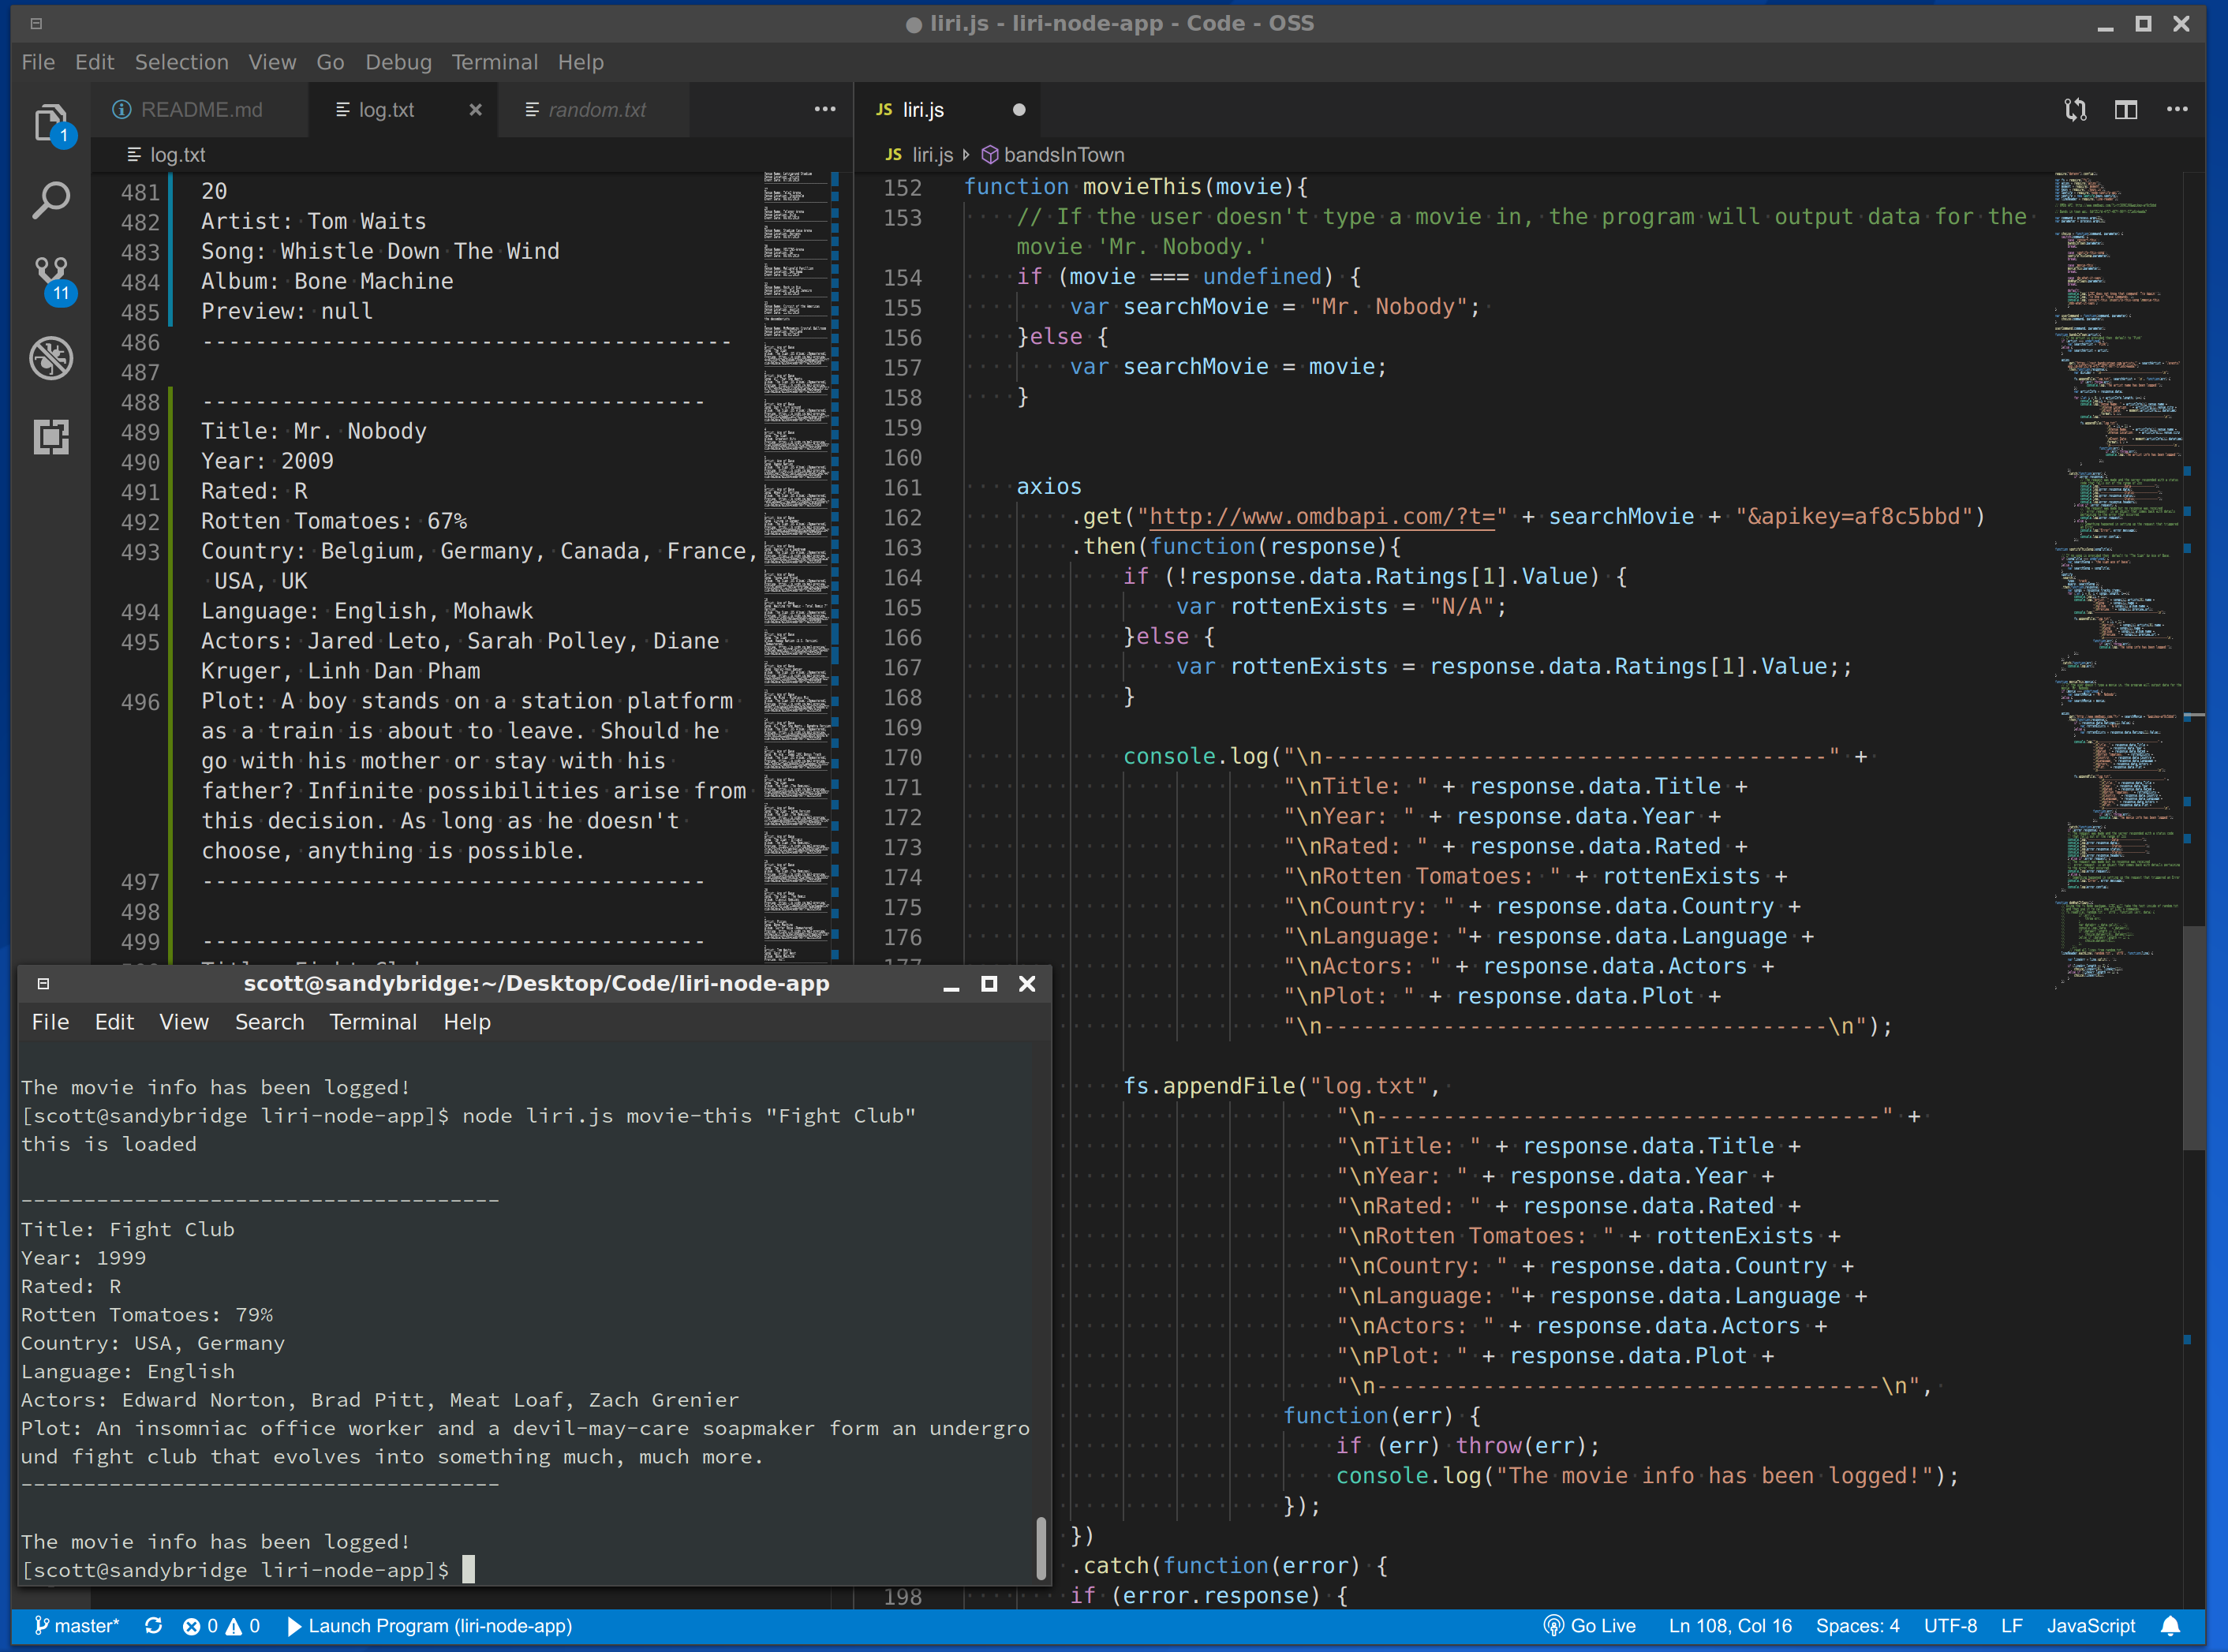 liri.js - liri-node-app - Code - OSS
File Edit Selection View Go Debug Terminal Help
README.md log.txt random.txt
log.txt
481 20
482 Artist: Tom Waits
483 Song: Whistle Down The Wind
484 Album: Bone Machine
485 Preview: null
486 ----------------------------------------
487
488 --------------------------------------
489 Title: Mr. Nobody
490 Year: 2009
491 Rated: R
492 Rotten Tomatoes: 67%
493 Country: Belgium, Germany, Canada, France,
USA, UK
494 Language: English, Mohawk
495 Actors: Jared Leto, Sarah Polley, Diane
Kruger, Linh Dan Pham
496 Plot: A boy stands on a station platform
as a train is about to leave. Should he
go with his mother or stay with his
father? Infinite possibilities arise from
this decision. As long as he doesn't
choose, anything is possible.
497 --------------------------------------
498
499 --------------------------------------
1
11
JS liri.js
JS liri.js bandsInTown
152 function movieThis(movie){
153 // If the user doesn't type a movie in, the program will output data for the
movie 'Mr. Nobody.'
154 if (movie === undefined) {
155 var searchMovie = "Mr. Nobody";
156 }else {
157 var searchMovie = movie;
158 }
159
160
161 axios
162 .get("http://www.omdbapi.com/?t=" + searchMovie + "&apikey=af8c5bbd")
163 .then(function(response){
164 if (!response.data.Ratings[1].Value) {
165 var rottenExists = "N/A";
166 }else {
167 var rottenExists = response.data.Ratings[1].Value;;
168 }
169
170 console.log("\n--------------------------------------" +
171 "\nTitle: " + response.data.Title +
172 "\nYear: " + response.data.Year +
173 "\nRated: " + response.data.Rated +
174 "\nRotten Tomatoes: " + rottenExists +
175 "\nCountry: " + response.data.Country +
176 "\nLanguage: "+ response.data.Language +
"\nActors: " + response.data.Actors +
"\nPlot: " + response.data.Plot +
"\n--------------------------------------\n");
fs.appendFile("log.txt",
"\n--------------------------------------" +
"\nTitle: " + response.data.Title +
"\nYear: " + response.data.Year +
"\nRated: " + response.data.Rated +
"\nRotten Tomatoes: " + rottenExists +
"\nCountry: " + response.data.Country +
"\nLanguage: "+ response.data.Language +
"\nActors: " + response.data.Actors +
"\nPlot: " + response.data.Plot +
"\n--------------------------------------\n",
function(err) {
if (err) throw(err);
console.log("The movie info has been logged!");
});
})
.catch(function(error) {
198 if (error.response) {
scott@sandybridge:~/Desktop/Code/liri-node-app
File Edit View Search Terminal Help
The movie info has been logged!
[scott@sandybridge liri-node-app]$ node liri.js movie-this "Fight Club"
this is loaded
--------------------------------------
Title: Fight Club
Year: 1999
Rated: R
Rotten Tomatoes: 79%
Country: USA, Germany
Language: English
Actors: Edward Norton, Brad Pitt, Meat Loaf, Zach Grenier
Plot: An insomniac office worker and a devil-may-care soapmaker form an undergro
und fight club that evolves into something much, much more.
--------------------------------------
The movie info has been logged!
[scott@sandybridge liri-node-app]$
master* 0 0 Launch Program (liri-node-app) Go Live Ln 108, Col 16 Spaces: 4 UTF-8 LF JavaScript